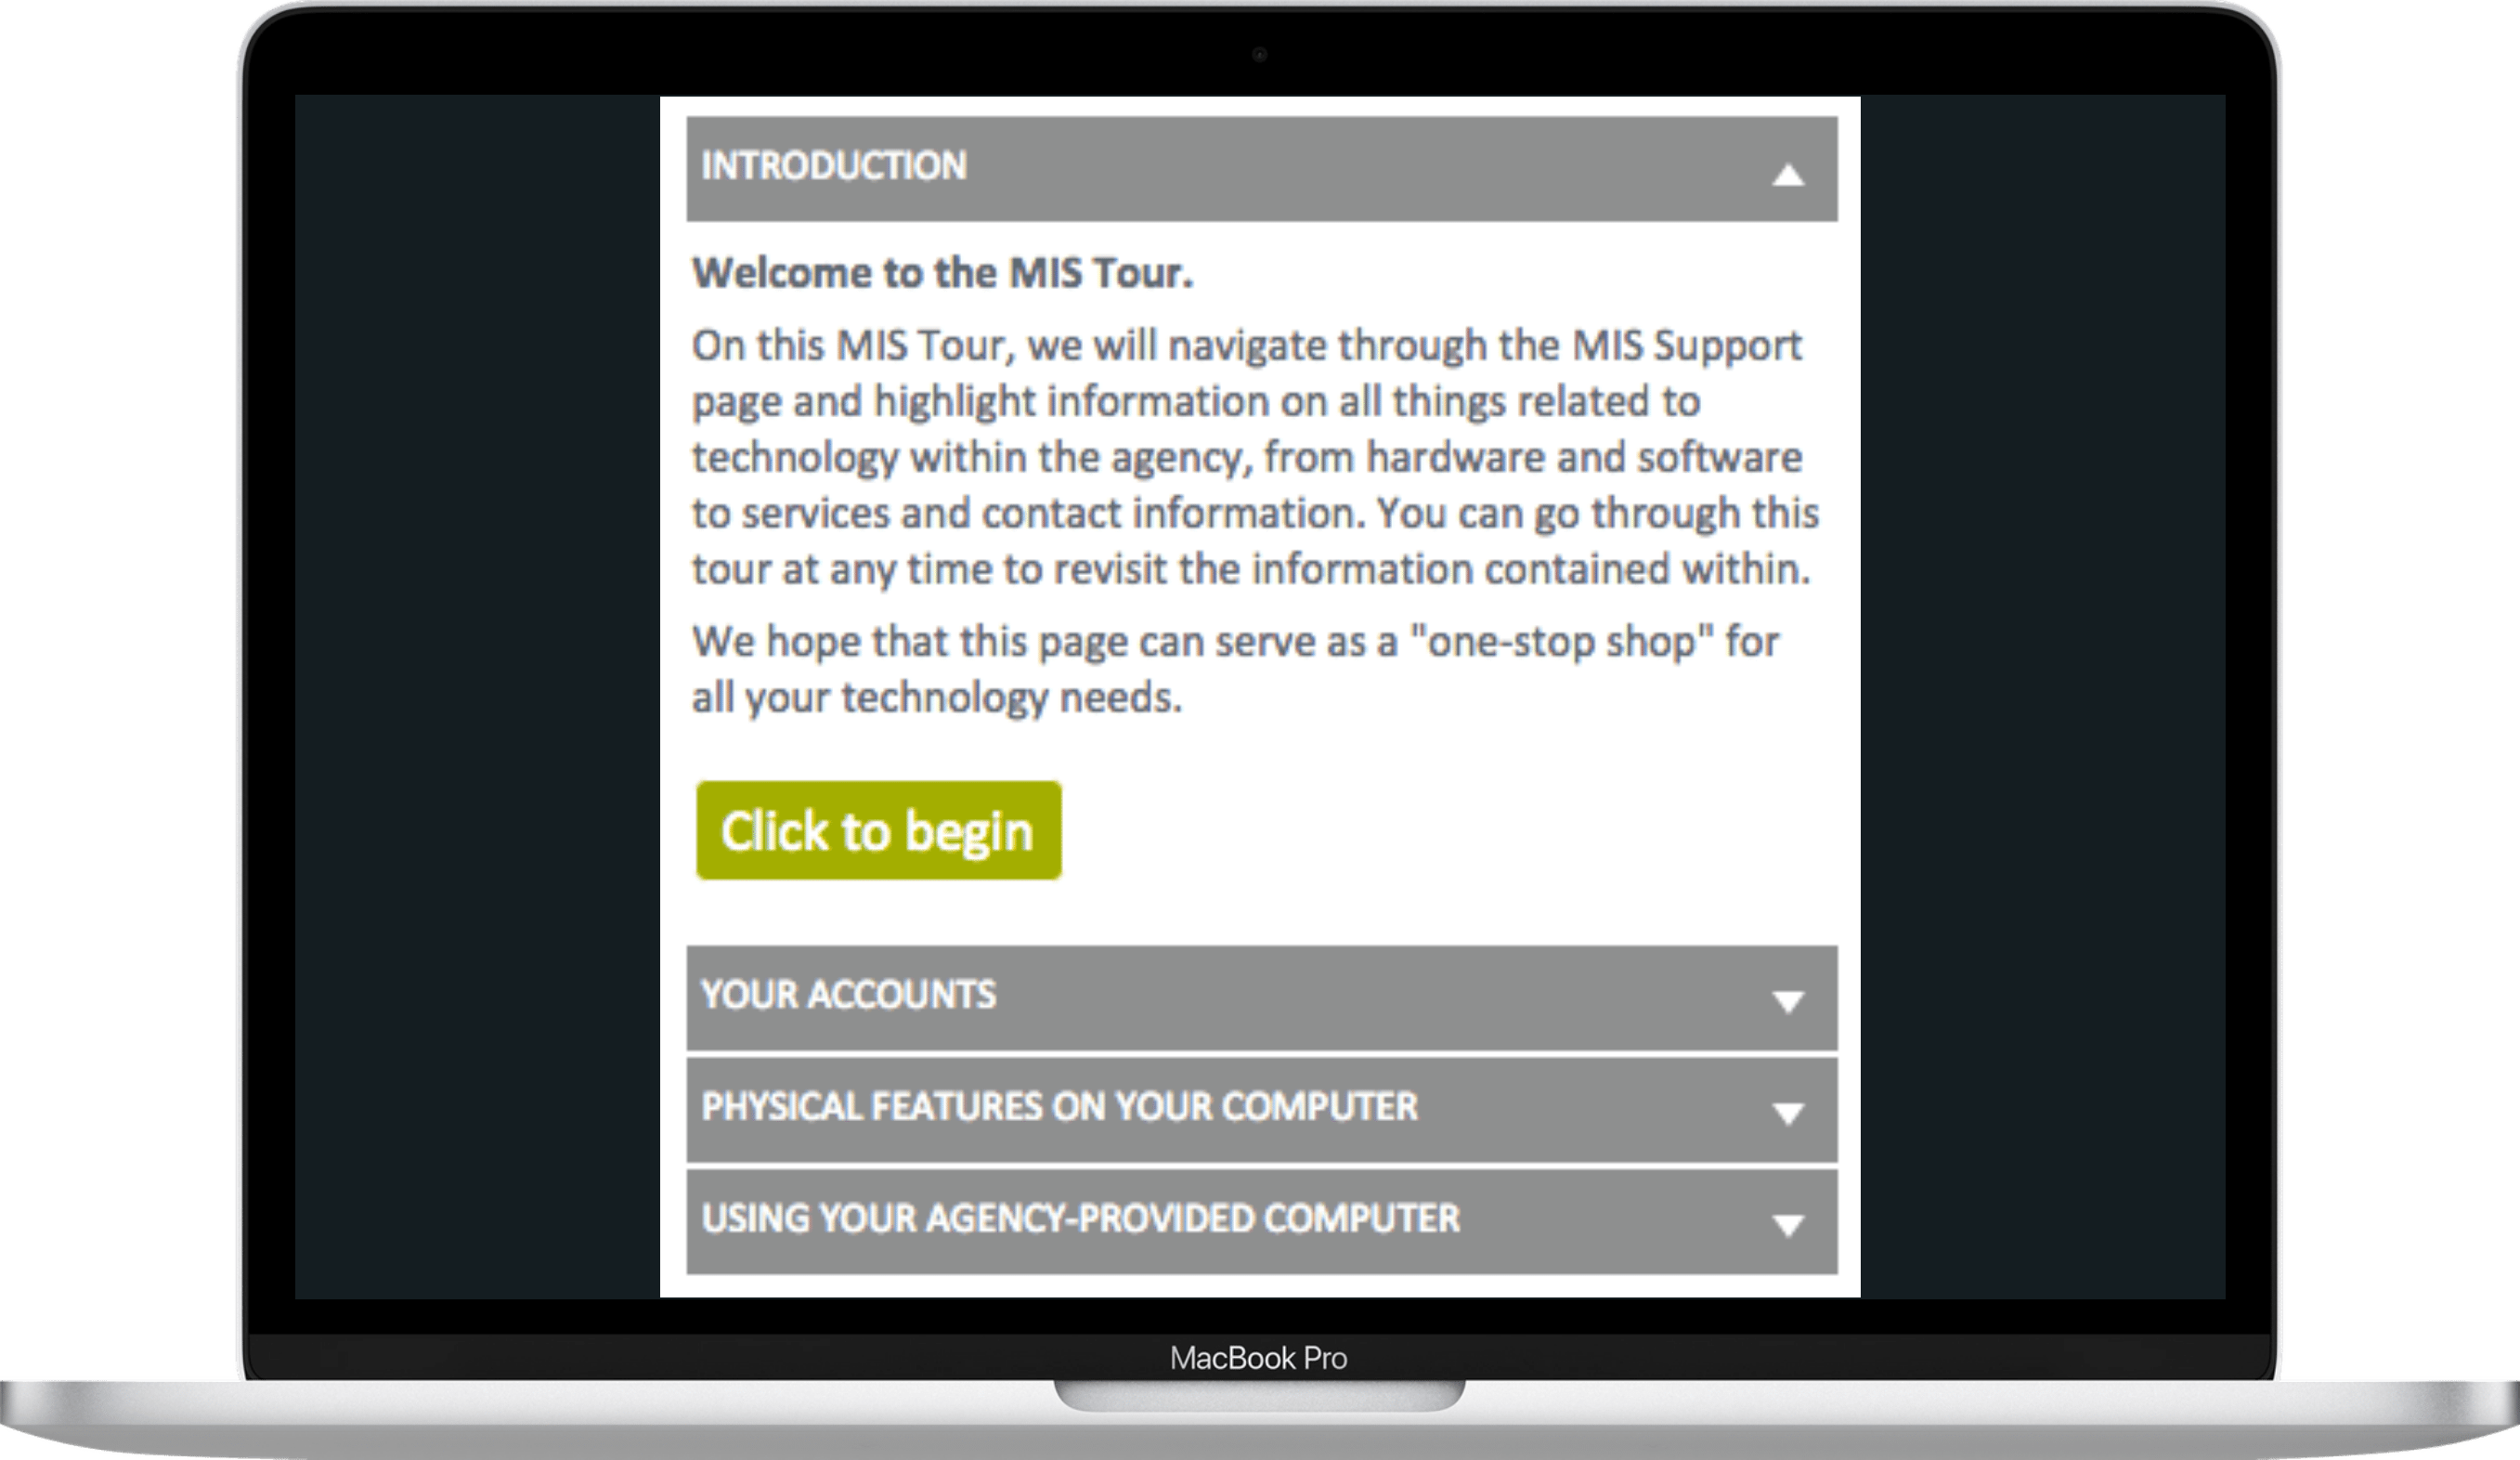 INTRODUCTION
Welcome to the MIS Tour.
On this MIS Tour, we will navigate through the MIS Support
page and highlight information on all things related to
technology within the agency, from hardware and software
to services and contact information. You can go through this
tour at any time to revisit the information contained within.
We hope that this page can serve as a "one-stop shop" for
all your technology needs.
Click to begin
YOUR ACCOUNTS
PHYSICAL FEATURES ON YOUR COMPUTER
USING YOUR AGENCY-PROVIDED COMPUTER
MacBook Pro